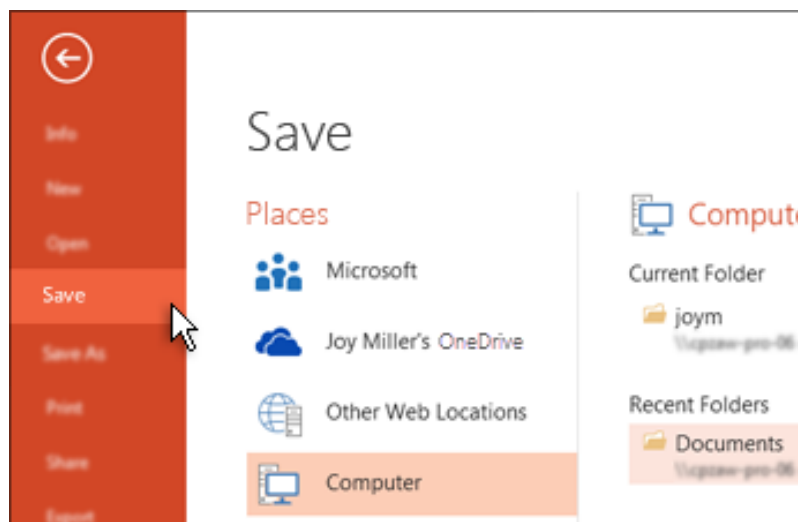 Info
New
Open
Save
Save As
Print
Share
Export
Save
Places
Microsoft
Joy Miller's OneDrive
Other Web Locations
Computer
Compute
Current Folder
joym
Recent Folders
Documents